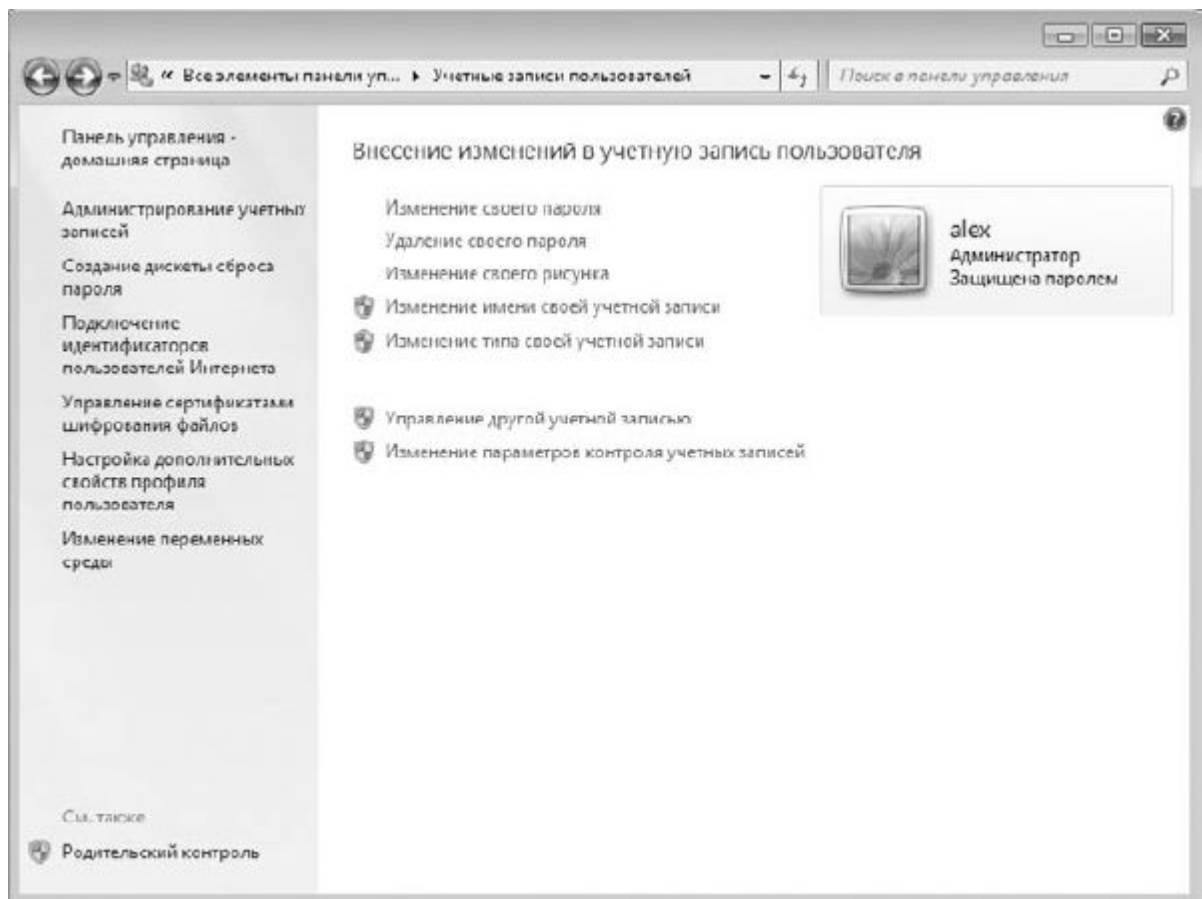 « Все элементы панели уп... ▸ Учетные записи пользователей
Поиск в панели управления
Панель управления -
домашняя страница
Администрирование учетных
записей
Создание дискеты сброса
пароля
Подключение
идентификаторов
пользователей Интернета
Управление сертификатами
шифрования файлов
Настройка дополнительных
свойств профиля
пользователя
Изменение переменных
среды
См. также
Родительский контроль
Внесение изменений в учетную запись пользователя
Изменение своего пароля
Удаление своего пароля
Изменение своего рисунка
Изменение имени своей учетной записи
Изменение типа своей учетной записи
Управление другой учетной записью
Изменение параметров контроля учетных записей
alex
Администратор
Защищена паролем